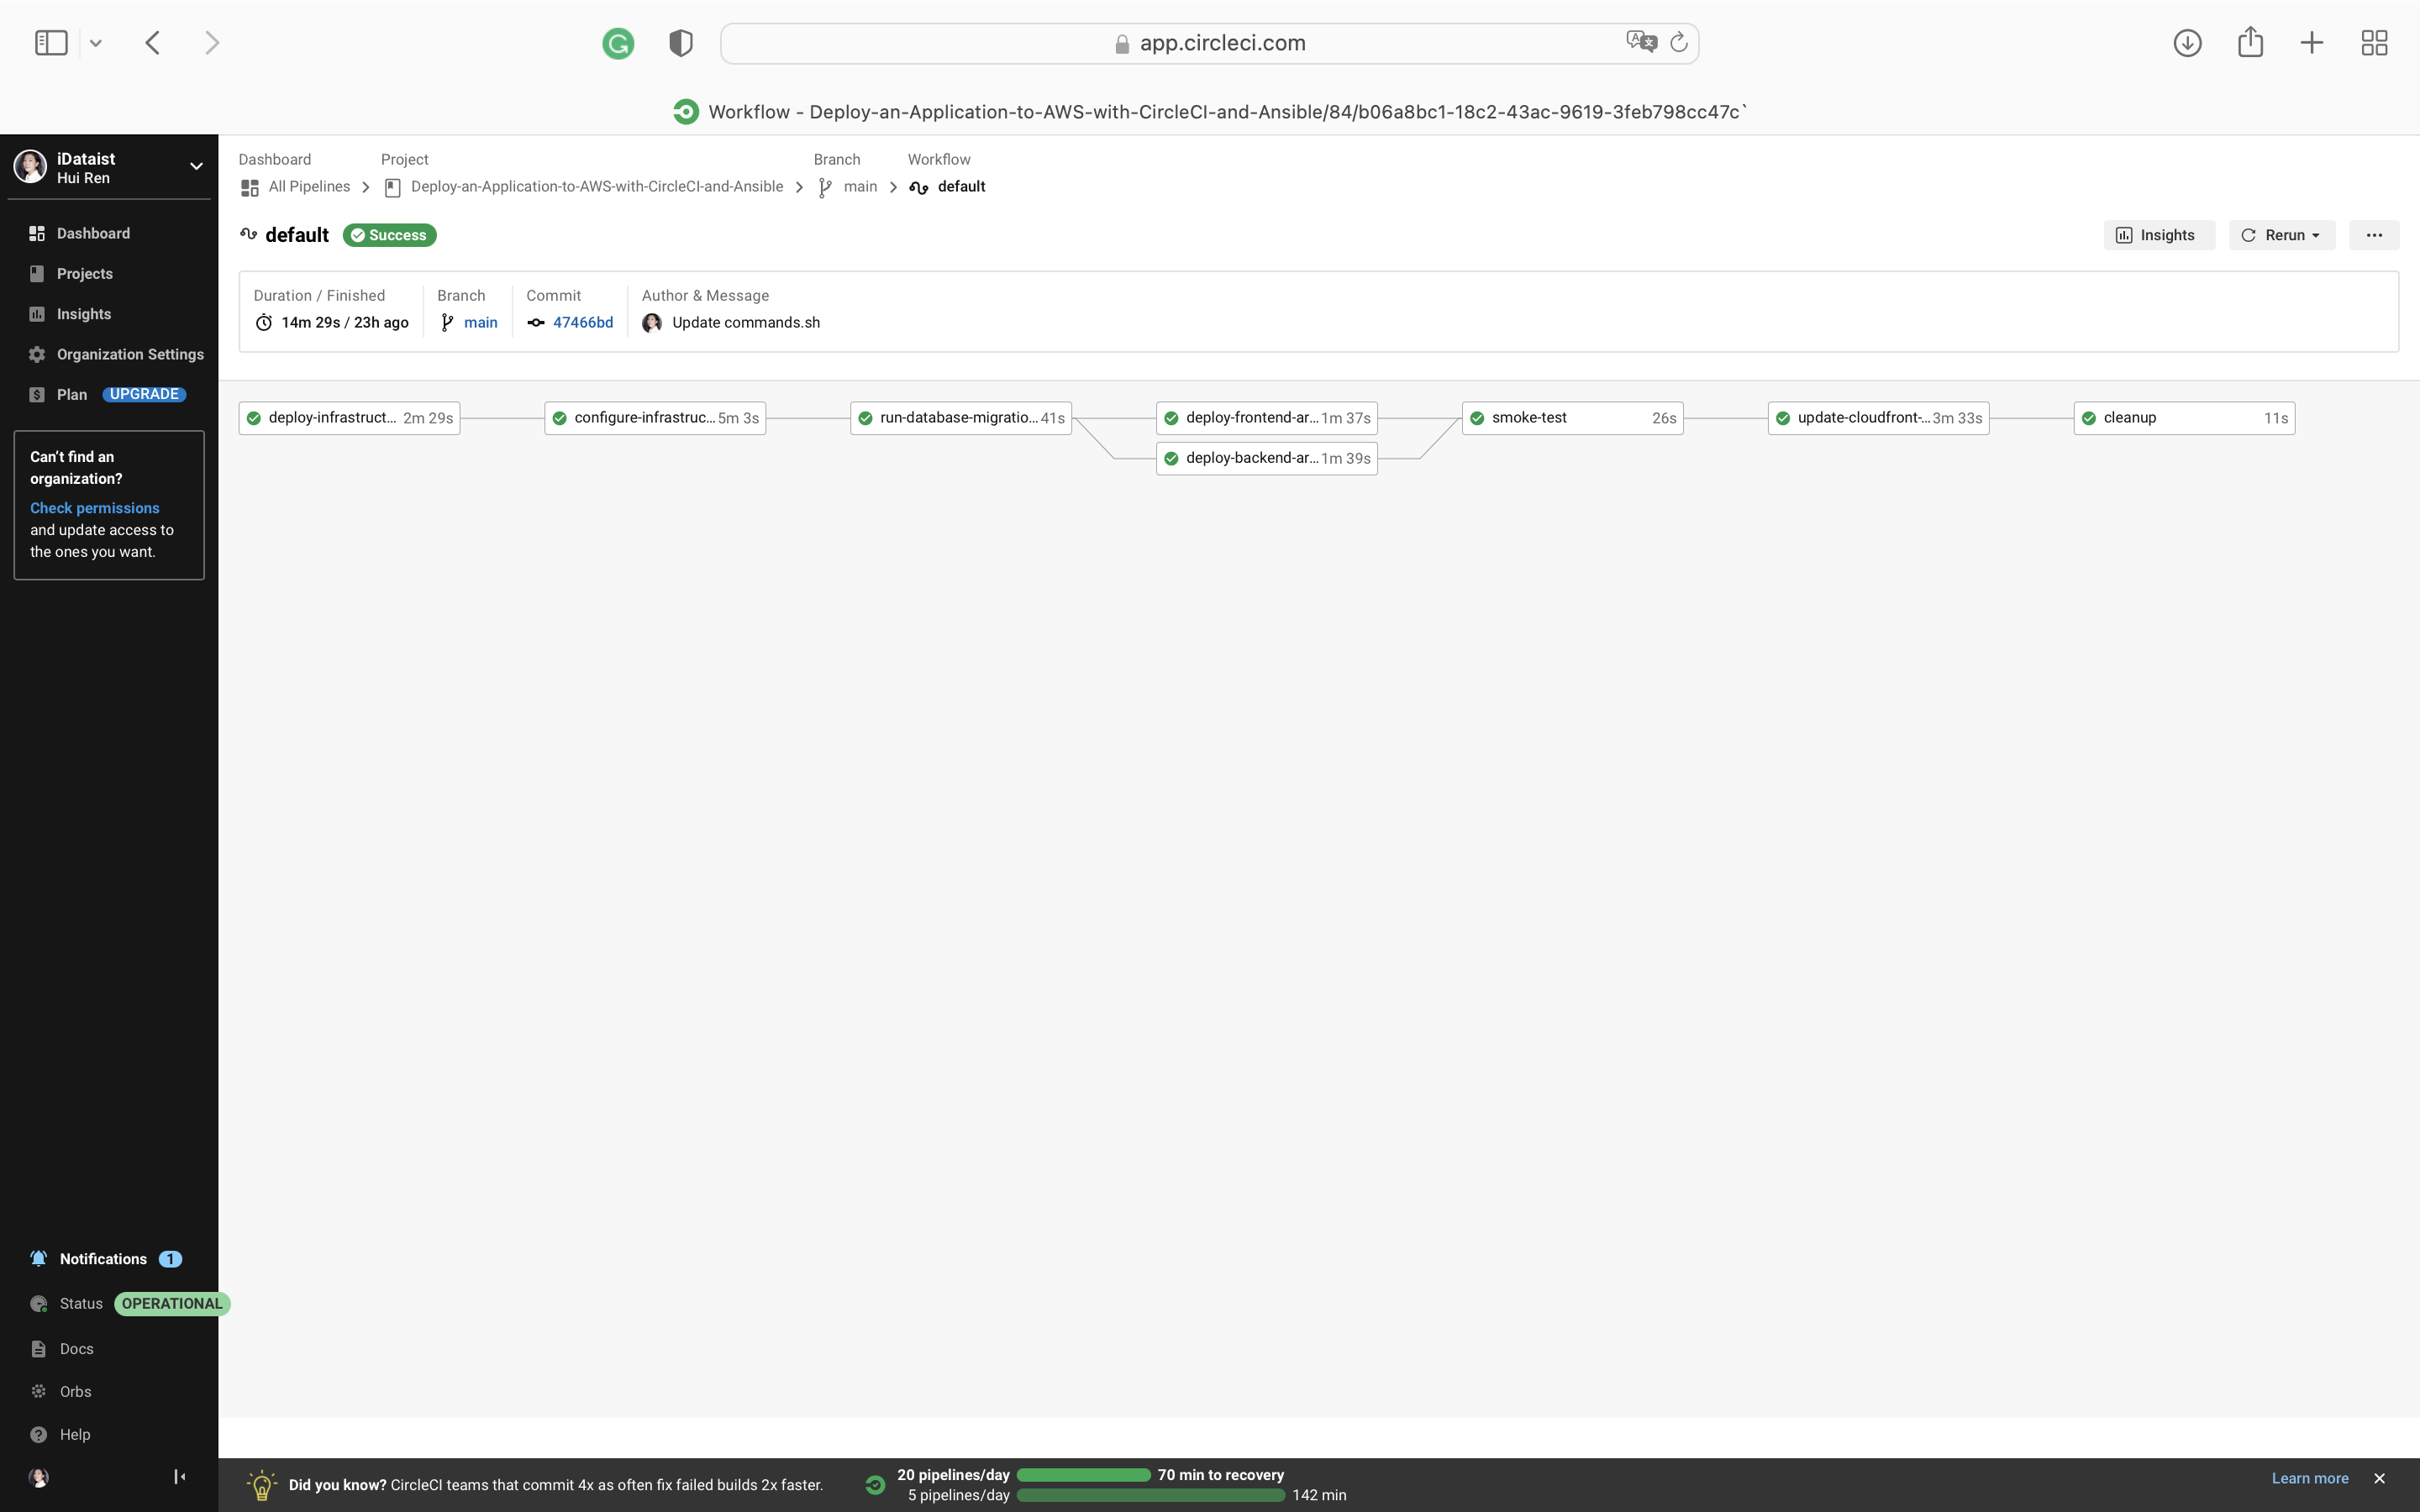 app.circleci.com
Workflow - Deploy-an-Application-to-AWS-with-CircleCI-and-Ansible/84/b06a8bc1-18c2-43ac-9619-3feb798cc47c`
iDataist
Hui Ren
Dashboard
Projects
Insights
Organization Settings
Plan UPGRADE
Can't find an
organization?
Check permissions
and update access to
the ones you want.
Notifications 1
Status OPERATIONAL
Docs
Orbs
Help
Dashboard Project Branch Workflow
All Pipelines Deploy-an-Application-to-AWS-with-CircleCI-and-Ansible main default
default Success Insights Rerun ...
Duration / Finished Branch Commit Author & Message
14m 29s / 23h ago main 47466bd Update commands.sh
deploy-infrastruct... 2m 29s configure-infrastruc... 5m 3s run-database-migratio... 41s deploy-frontend-ar... 1m 37s smoke-test 26s update-cloudfront-... 3m 33s cleanup 11s
deploy-backend-ar... 1m 39s
Did you know? CircleCI teams that commit 4x as often fix failed builds 2x faster.
20 pipelines/day 70 min to recovery
5 pipelines/day 142 min
Learn more